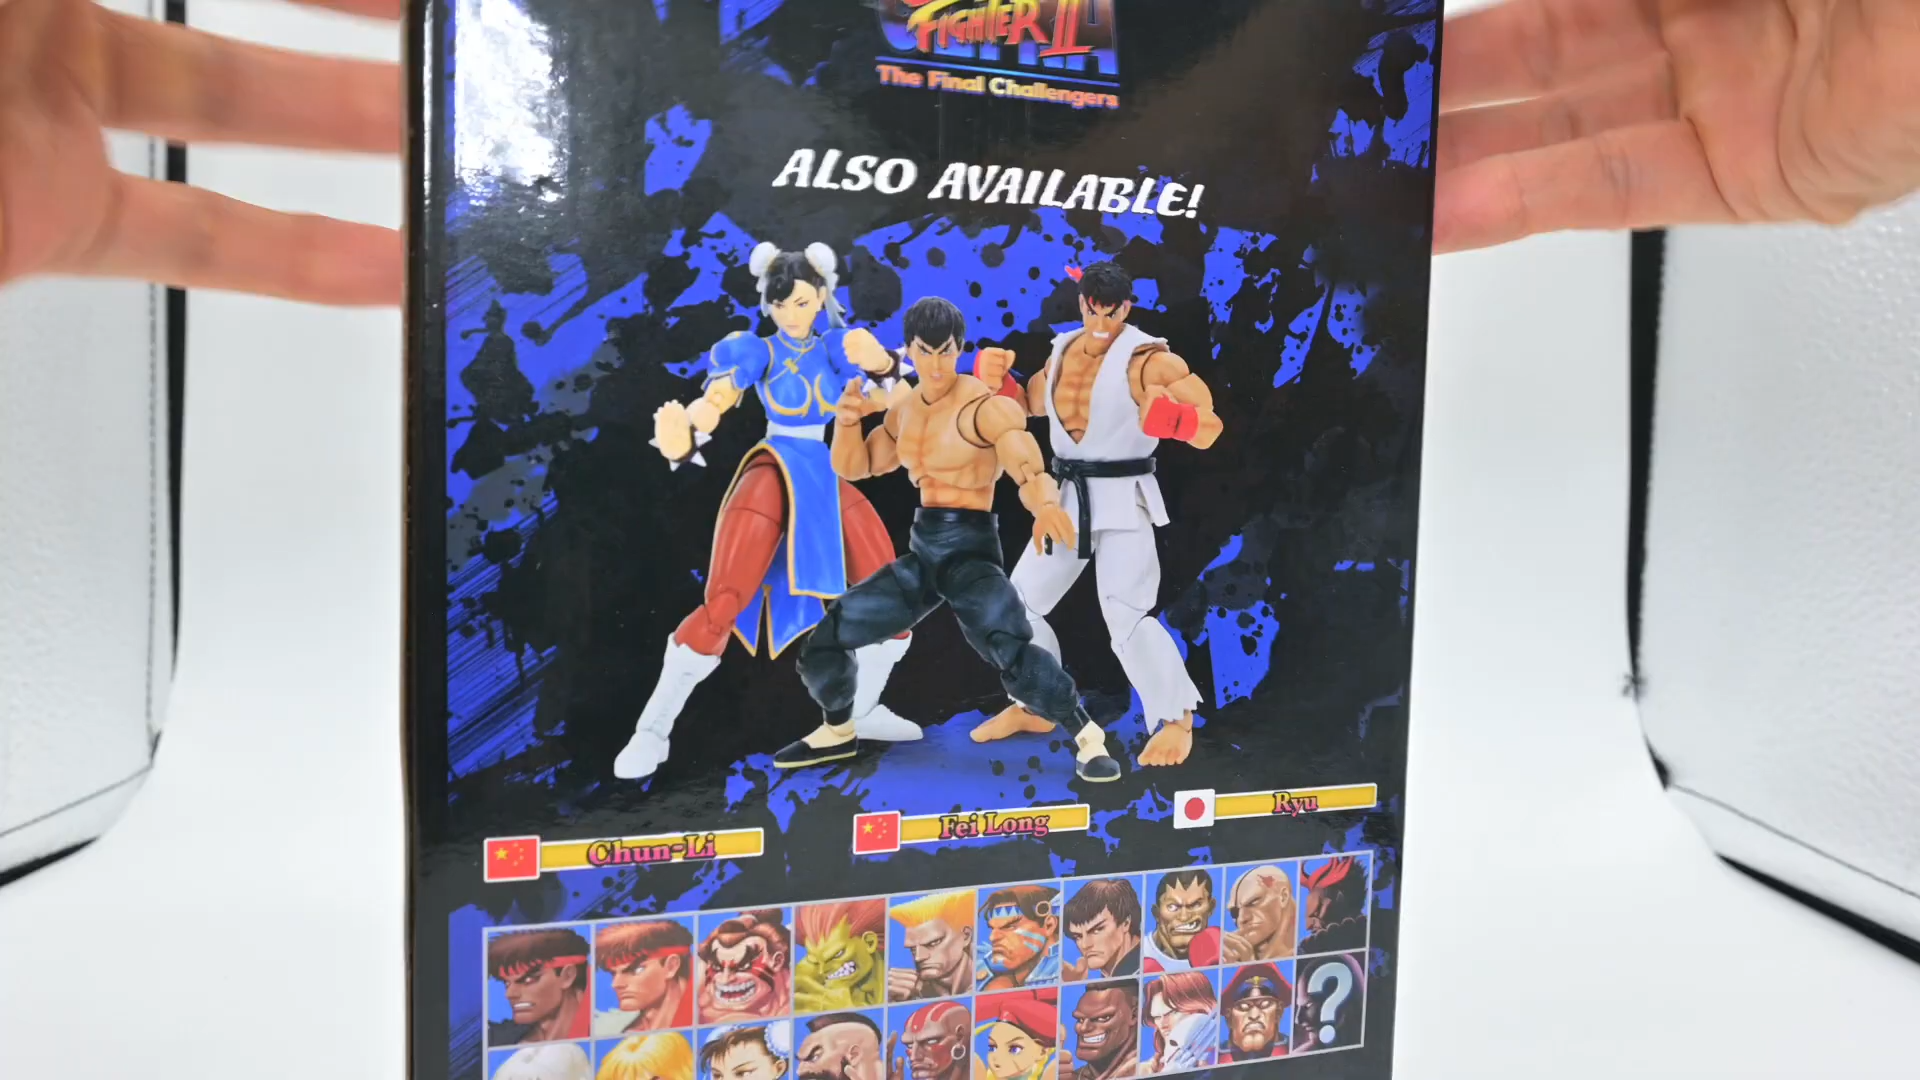 FIGHTER II
The Final Challengers
ALSO AVAILABLE!
Chun-Li
Fei Long
Ryu
?